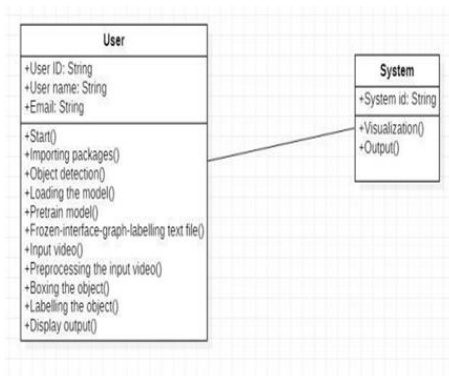 User
+User ID: String
+User name: String
+Email: String
+Start()
+Importing packages()
+Object detection()
+Loading the model()
+Pretrain model()
+Frozen-interface-graph-labelling text file()
+Input video()
+Preprocessing the input video()
+Boxing the object()
+Labelling the object()
+Display output()
System
+System id: String
+Visualization()
+Output()